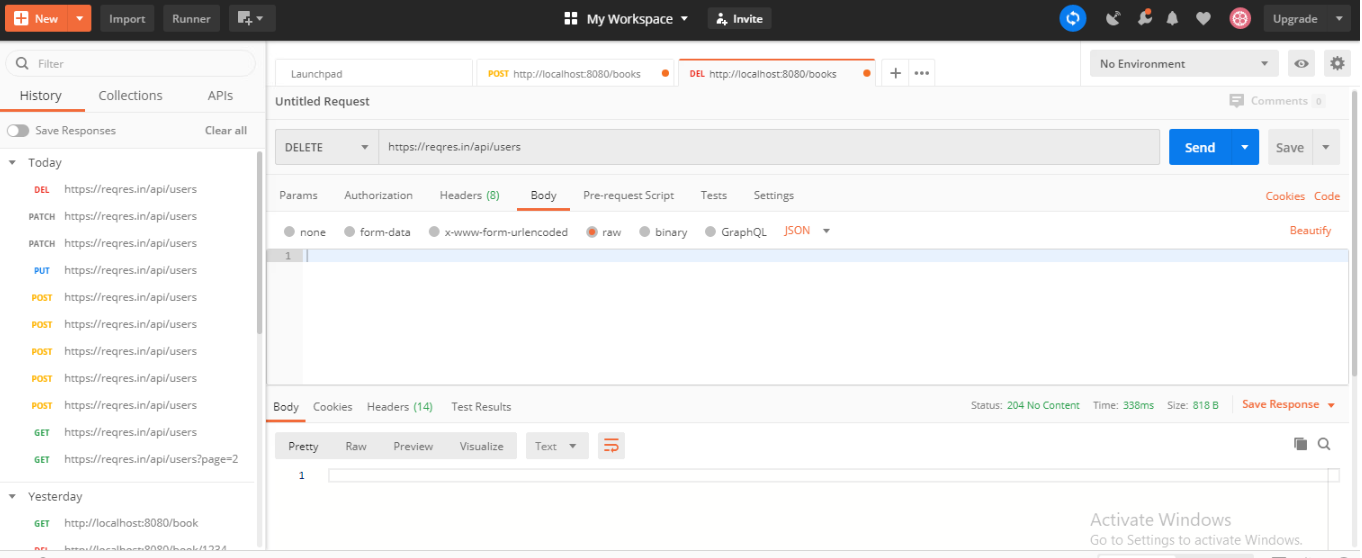 New Import Runner My Workspace Invite Upgrade
Filter
History Collections APIs
Save Responses Clear all
Today
DEL https://reqres.in/api/users
PATCH https://reqres.in/api/users
PATCH https://reqres.in/api/users
PUT https://reqres.in/api/users
POST https://reqres.in/api/users
POST https://reqres.in/api/users
POST https://reqres.in/api/users
POST https://reqres.in/api/users
POST https://reqres.in/api/users
GET https://reqres.in/api/users
GET https://reqres.in/api/users?page=2
Yesterday
GET http://localhost:8080/book
DEL http://localhost:8080/book/1234
Launchpad POST http://localhost:8080/books DEL http://localhost:8080/books + ••• No Environment
Untitled Request Comments 0
DELETE https://reqres.in/api/users Send Save
Params Authorization Headers (8) Body Pre-request Script Tests Settings Cookies Code
none form-data x-www-form-urlencoded raw binary GraphQL JSON Beautify
1
Body Cookies Headers (14) Test Results Status: 204 No Content Time: 338ms Size: 818 B Save Response
Pretty Raw Preview Visualize Text
1
Activate Windows
Go to Settings to activate Windows.